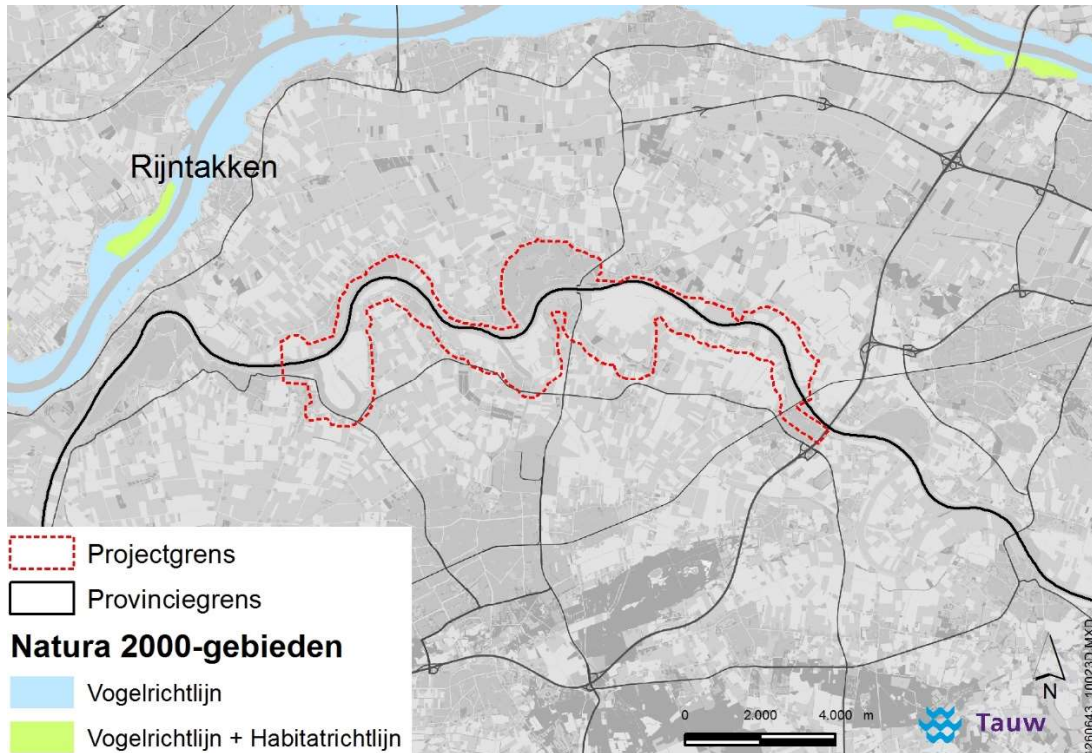 Rijntakken
Projectgrens
Provinciegrens
Natura 2000-gebieden
Vogelrichtlijn
Vogelrichtlijn + Habitatrichtlijn
0 2.000 4.000 m
N
Tauw